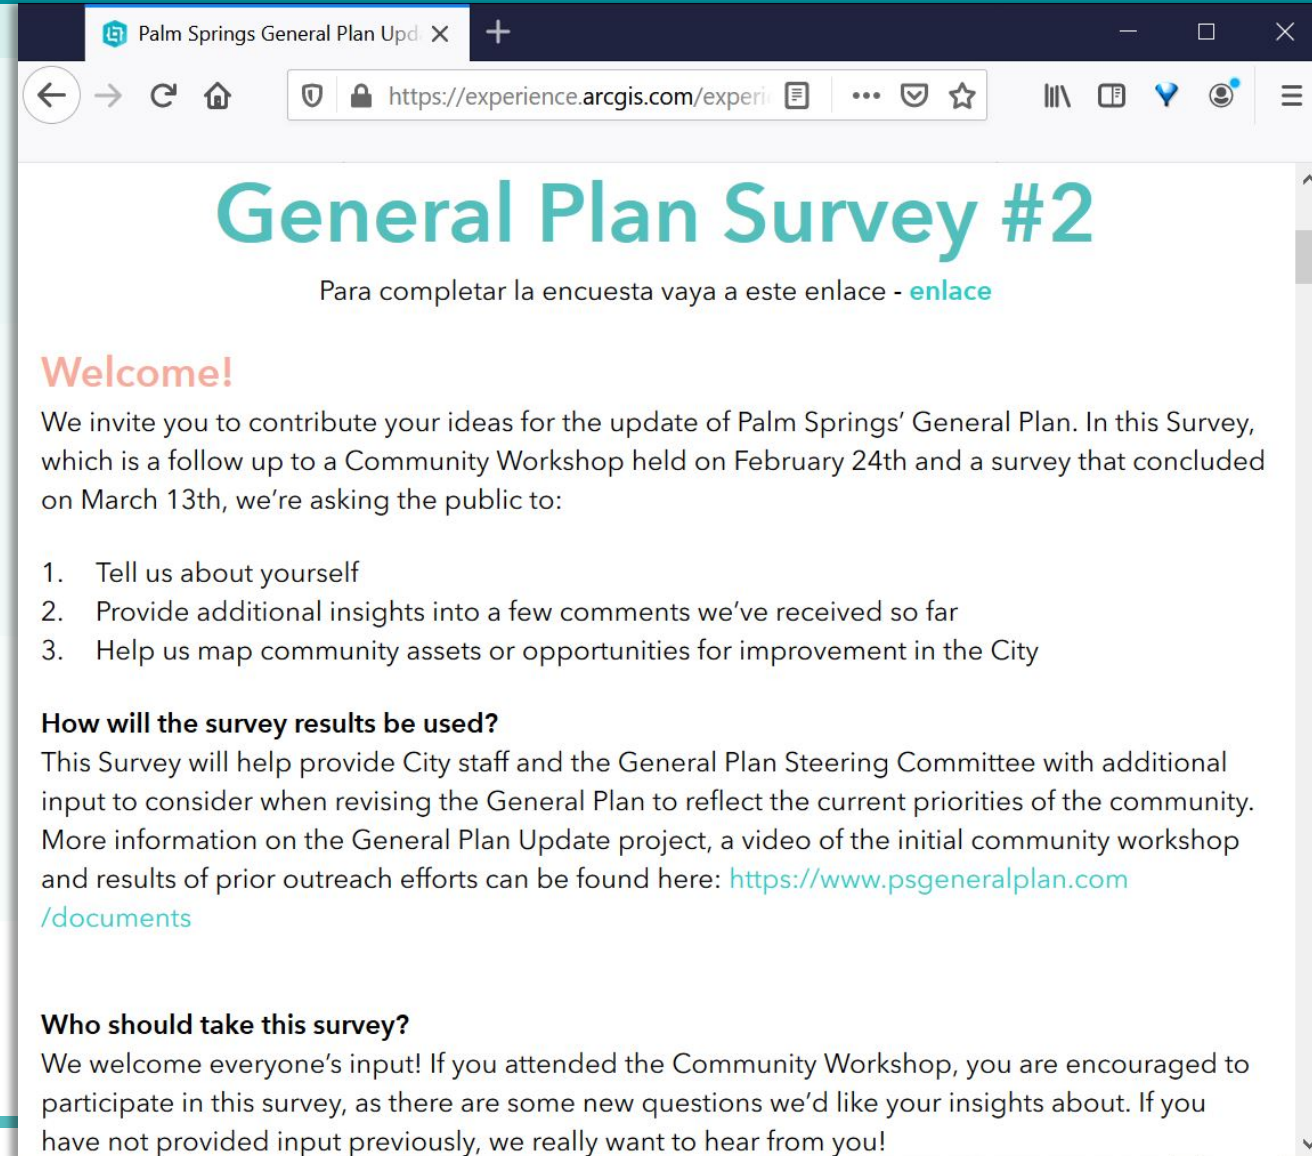 Palm Springs General Plan Upd
https://experience.arcgis.com/experi
General Plan Survey #2
Para completar la encuesta vaya a este enlace - enlace
Welcome!
We invite you to contribute your ideas for the update of Palm Springs’ General Plan. In this Survey,
which is a follow up to a Community Workshop held on February 24th and a survey that concluded
on March 13th, we’re asking the public to:
1. Tell us about yourself
2. Provide additional insights into a few comments we’ve received so far
3. Help us map community assets or opportunities for improvement in the City
How will the survey results be used?
This Survey will help provide City staff and the General Plan Steering Committee with additional
input to consider when revising the General Plan to reflect the current priorities of the community.
More information on the General Plan Update project, a video of the initial community workshop
and results of prior outreach efforts can be found here: https://www.psgeneralplan.com
/documents
Who should take this survey?
We welcome everyone’s input! If you attended the Community Workshop, you are encouraged to
participate in this survey, as there are some new questions we’d like your insights about. If you
have not provided input previously, we really want to hear from you!